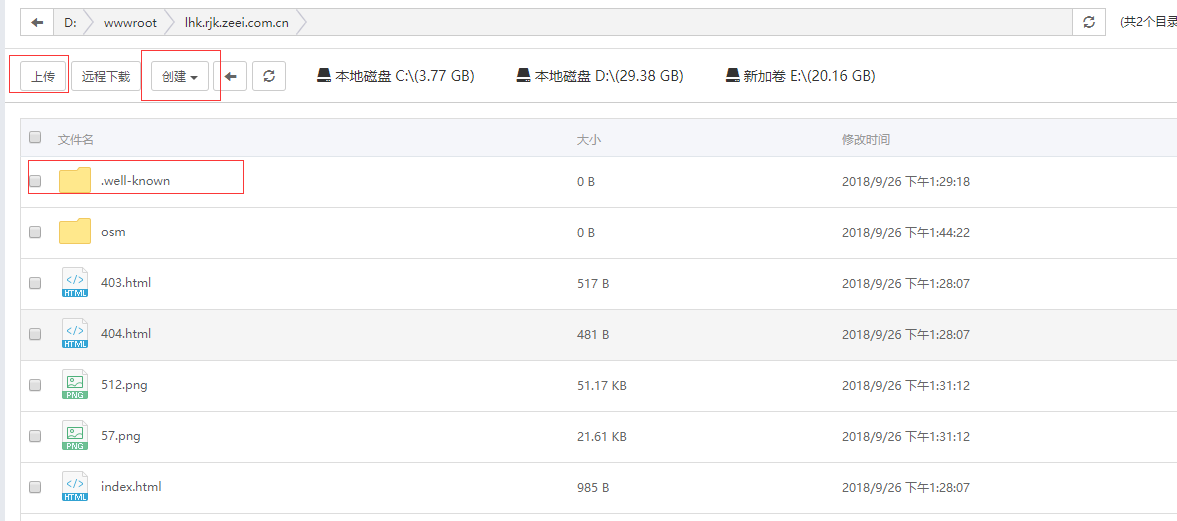 D: wwwroot lhk.rjk.zeei.com.cn (共2个目录
上传 远程下载 创建 本地磁盘 C:\(3.77 GB) 本地磁盘 D:\(29.38 GB) 新加卷 E:\(20.16 GB)
文件名 大小 修改时间
.well-known 0 B 2018/9/26 下午1:29:18
osm 0 B 2018/9/26 下午1:44:22
</> HTML 403.html 517 B 2018/9/26 下午1:28:07
</> HTML 404.html 481 B 2018/9/26 下午1:28:07
PNG 512.png 51.17 KB 2018/9/26 下午1:31:12
PNG 57.png 21.61 KB 2018/9/26 下午1:31:12
</> HTML index.html 985 B 2018/9/26 下午1:28:07